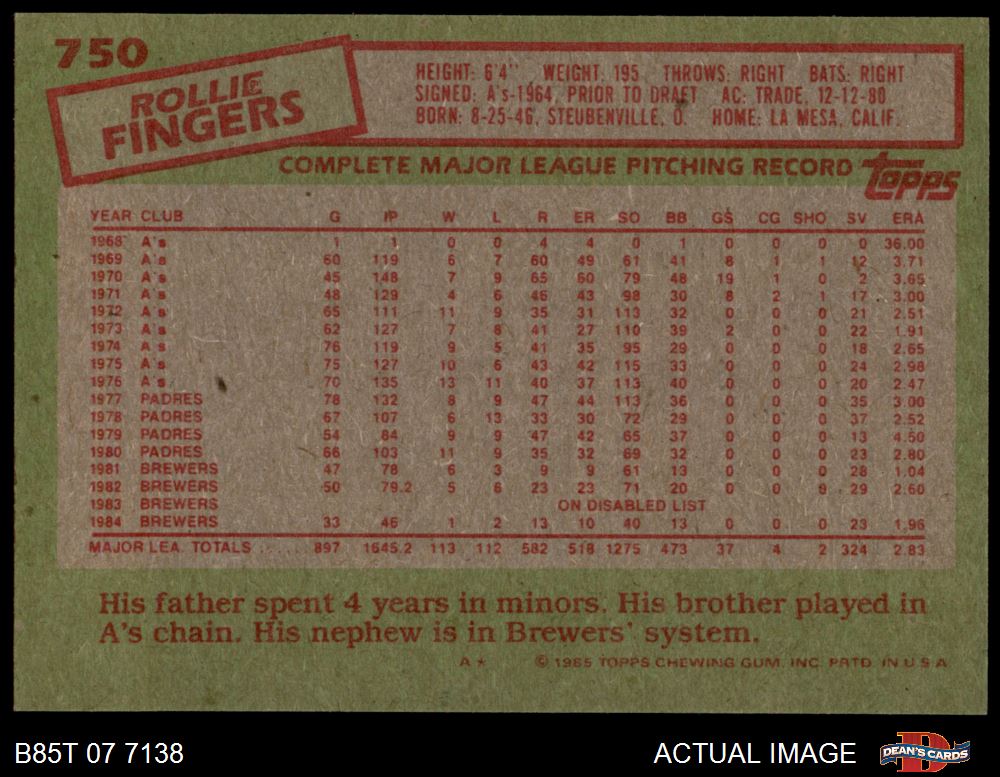 750
ROLLIE
FINGERS
HEIGHT: 6'4" WEIGHT: 195 THROWS: RIGHT BATS: RIGHT
SIGNED: A's-1964, PRIOR TO DRAFT AC: TRADE, 12-12-80
BORN: 8-25-46, STEUBENVILLE, O. HOME: LA MESA, CALIF.
COMPLETE MAJOR LEAGUE PITCHING RECORD
TOPPS
YEAR CLUB G IP W L R ER SO BB GS CG SHO SV ERA
1968 A's 1 1 0 0 4 4 0 1 0 0 0 0 36.00
1969 A's 60 119 6 7 60 49 61 41 8 1 1 12 3.71
1970 A's 45 148 7 9 65 60 79 48 19 1 0 2 3.65
1971 A's 48 129 4 6 46 43 98 30 8 2 1 17 3.00
1972 A's 65 111 11 9 35 31 113 32 0 0 0 21 2.51
1973 A's 62 127 7 8 41 27 110 39 2 0 0 22 1.91
1974 A's 76 119 9 5 41 35 95 29 0 0 0 18 2.65
1975 A's 75 127 10 6 43 42 115 33 0 0 0 24 2.98
1976 A's 70 135 13 11 40 37 113 40 0 0 0 20 2.47
1977 PADRES 78 132 8 9 47 44 113 36 0 0 0 35 3.00
1978 PADRES 67 107 6 13 33 30 72 29 0 0 0 37 2.52
1979 PADRES 54 84 9 9 47 42 65 37 0 0 0 13 4.50
1980 PADRES 66 103 11 9 35 32 69 32 0 0 0 23 2.80
1981 BREWERS 47 78 6 3 9 9 61 13 0 0 0 28 1.04
1982 BREWERS 50 79.2 5 6 23 23 71 20 0 0 0 29 2.60
1983 BREWERS ON DISABLED LIST
1984 BREWERS 33 46 1 2 13 10 40 13 0 0 0 23 1.96
MAJOR LEA. TOTALS ...... 897 1645.2 113 112 582 518 1275 473 37 4 2 324 2.83
His father spent 4 years in minors. His brother played in
A's chain. His nephew is in Brewers' system.
A* © 1985 TOPPS CHEWING GUM, INC. PRTD. IN U.S.A.
B85T 07 7138 ACTUAL IMAGE DEAN'S CARDS